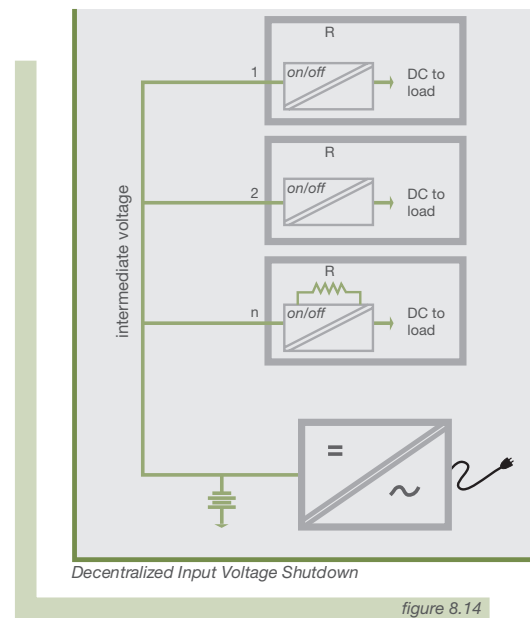 R
1
on/off
DC to
load
R
2
on/off
DC to
load
R
n
on/off
DC to
load
intermediate voltage
=
~
Decentralized Input Voltage Shutdown
figure 8.14